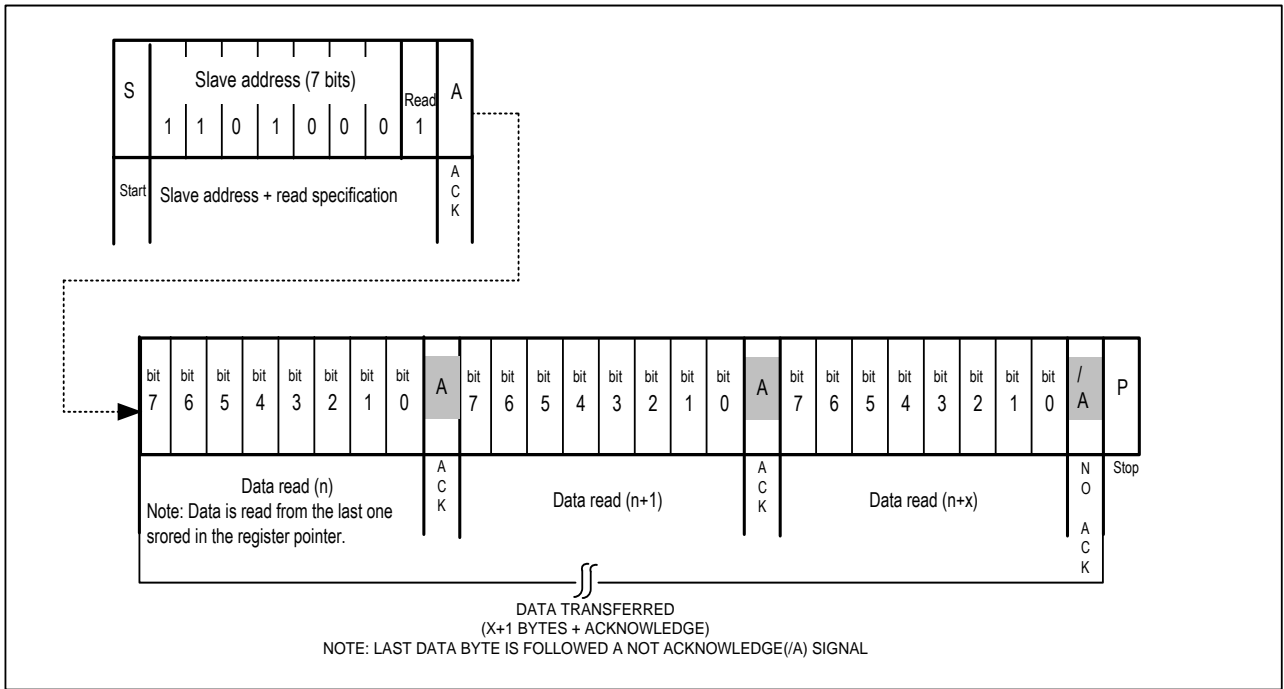 S Slave address (7 bits) Read A
1 1 0 1 0 0 0 1
Start Slave address + read specification ACK
bit 7 bit 6 bit 5 bit 4 bit 3 bit 2 bit 1 bit 0 A bit 7 bit 6 bit 5 bit 4 bit 3 bit 2 bit 1 bit 0 A bit 7 bit 6 bit 5 bit 4 bit 3 bit 2 bit 1 bit 0 /A P
Data read (n)
Note: Data is read from the last one
srored in the register pointer.
ACK
Data read (n+1)
ACK
Data read (n+x)
NO ACK
Stop
DATA TRANSFERRED
(X+1 BYTES + ACKNOWLEDGE)
NOTE: LAST DATA BYTE IS FOLLOWED A NOT ACKNOWLEDGE(/A) SIGNAL